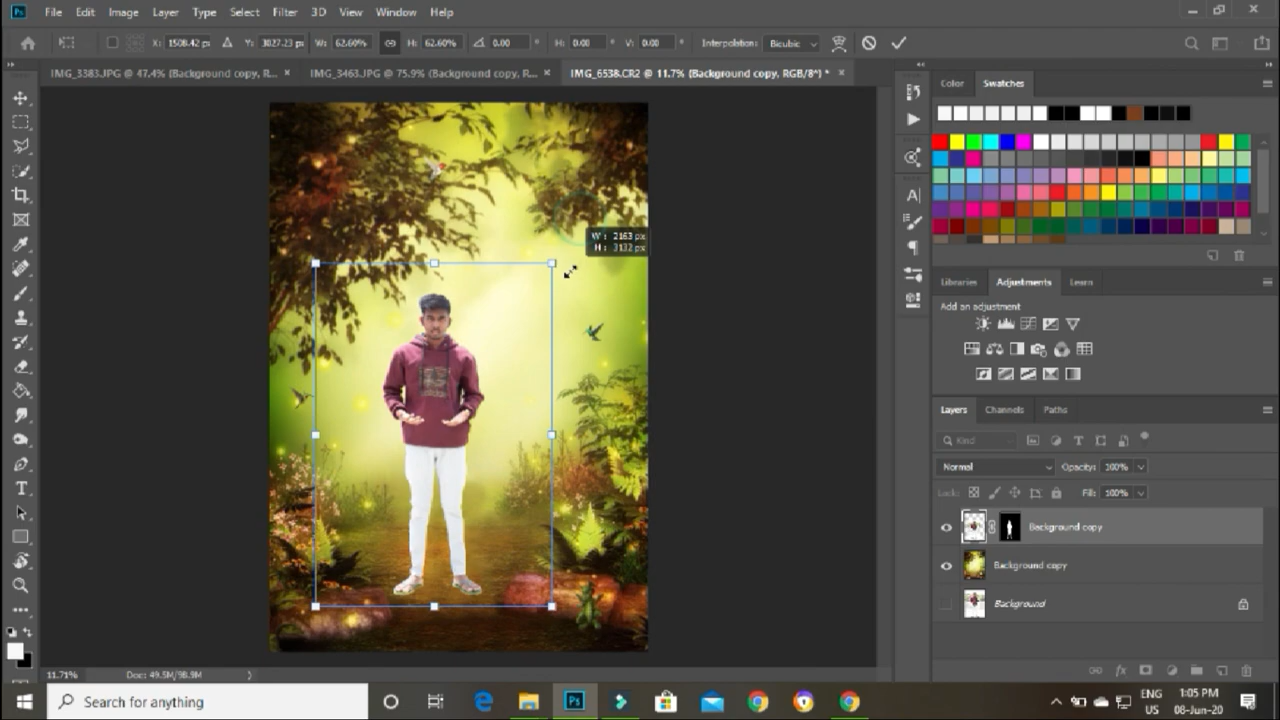 Ps File Edit Image Layer Type Select Filter 3D View Window Help
X: 1508.42 px Y: 3027.23 px W: 62.60% H: 62.60% 0.00 ° H: 0.00 ° V: 0.00 ° Interpolation: Bicubic
IMG_3383.JPG @ 47.4% (Background copy, R... × IMG_3463.JPG @ 75.9% (Background copy, R... × IMG_6538.CR2 @ 11.7% (Background copy, RGB/8*) * ×
Color Swatches
W: 2163 px
H: 3132 px
Libraries Adjustments Learn
Add an adjustment
Layers Channels Paths
Kind
Normal Opacity: 100%
Lock: Fill: 100%
Background copy
Background copy
Background
11.71% Doc: 49.5M/98.9M
Search for anything
Ps
ENG
US
1:05 PM
08-Jun-20